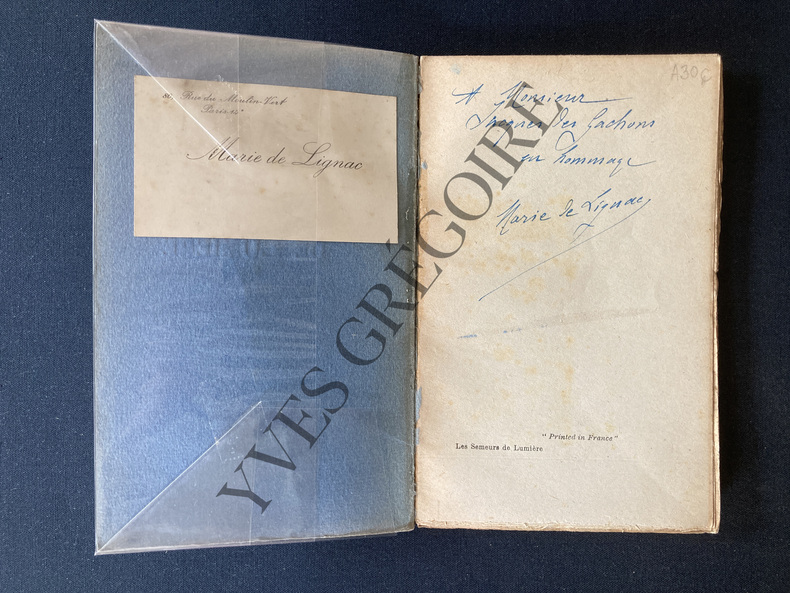 Rue du Moulin-Vert
Marie de Lignac
A30€
A Monsieur
Jacques des Gachons
en hommage
Marie de Lignac
"Printed in France"
Les Semeurs de Lumière
YVES GRÉGOIRE